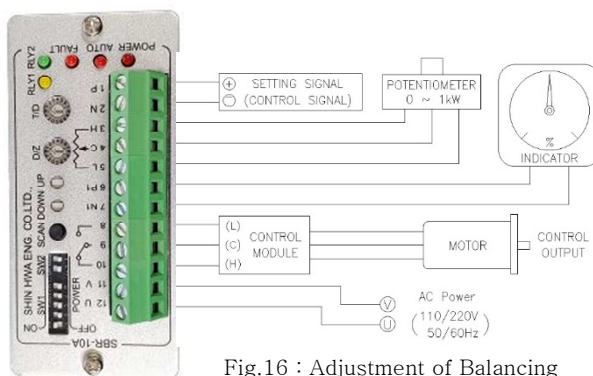 POWER AUTO FAULT RLY1 RLY2
T/D
D/Z
SCAN DOWN UP
SHIN HWA ENG. CO.LTD.,
SW1 SW2
ON
OFF
POWER
SBR-10A
1 P
2 N
3 H
4 C
5 L
6 P1
7 N1
8
9
10
11 V
12 U
+ SETTING SIGNAL
- (CONTROL SIGNAL)
POTENTIOMETER
0 ~ 1kW
%
INDICATOR
(L)
(C)
(H)
CONTROL
MODULE
MOTOR
CONTROL
OUTPUT
V
U
AC Power
(110/220V
50/60Hz)
Fig.16 : Adjustment of Balancing